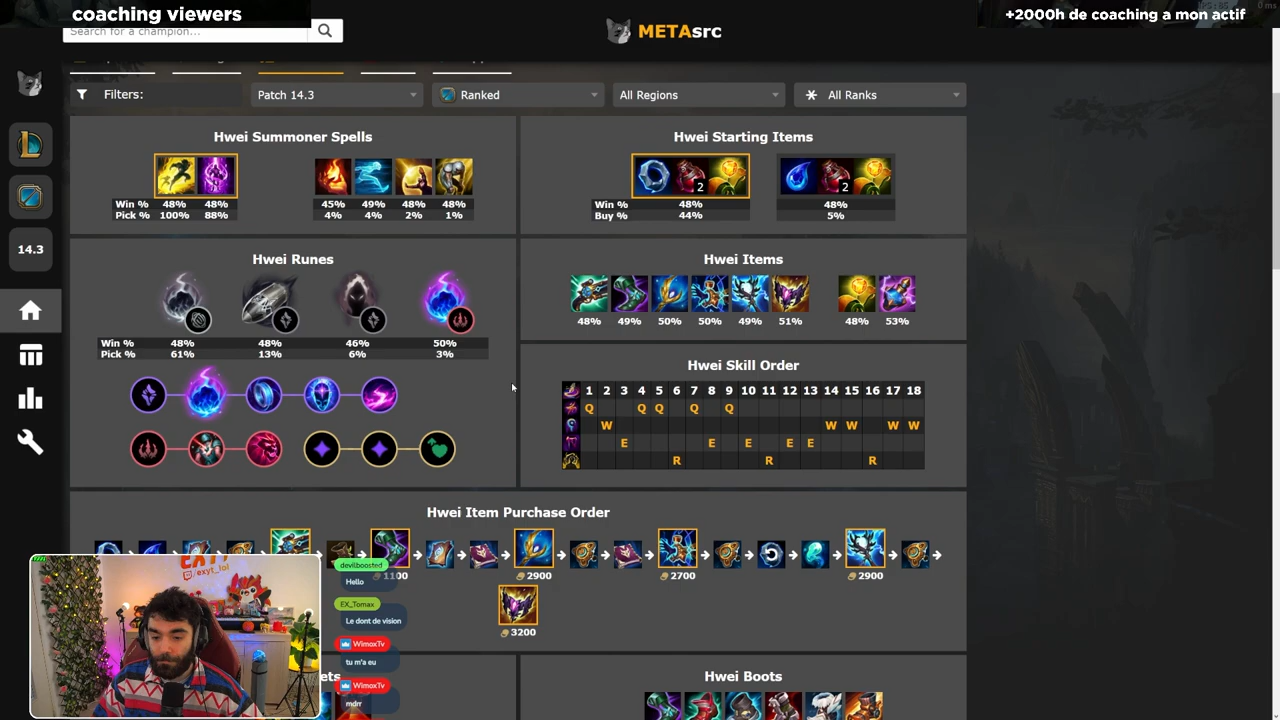 coaching viewers
+2000h de coaching a mon actif
Search for a champion...
METAsrc
Filters:
Patch 14.3
Ranked
All Regions
All Ranks
14.3
Hwei Summoner Spells
Win % 48% 48% 45% 49% 48% 48%
Pick % 100% 88% 4% 4% 2% 1%
Hwei Starting Items
2 2
Win % 48% 48%
Buy % 44% 5%
Hwei Runes
Win % 48% 48% 46% 50%
Pick % 61% 13% 6% 3%
Hwei Items
48% 49% 50% 50% 49% 51% 48% 53%
Hwei Skill Order
1 2 3 4 5 6 7 8 9 10 11 12 13 14 15 16 17 18
Q Q Q Q Q
W W W W W
E E E E E
R R R
Hwei Item Purchase Order
1100 2900 2700 2900
3200
devilboosted
Hello
EX_Tomax
Le dont de vision
WimoxTv
tu m'a eu
WimoxTv
mdrr
Hwei Boots